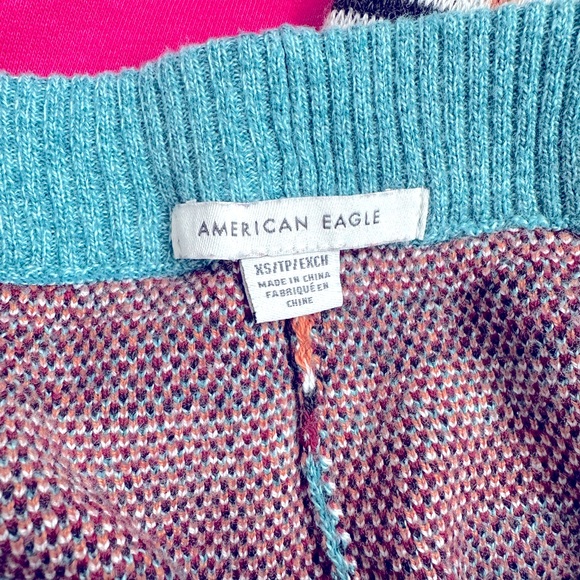 AMERICAN EAGLE
XS/TP/EXCH
MADE IN CHINA
FABRIQUÉ EN
CHINE